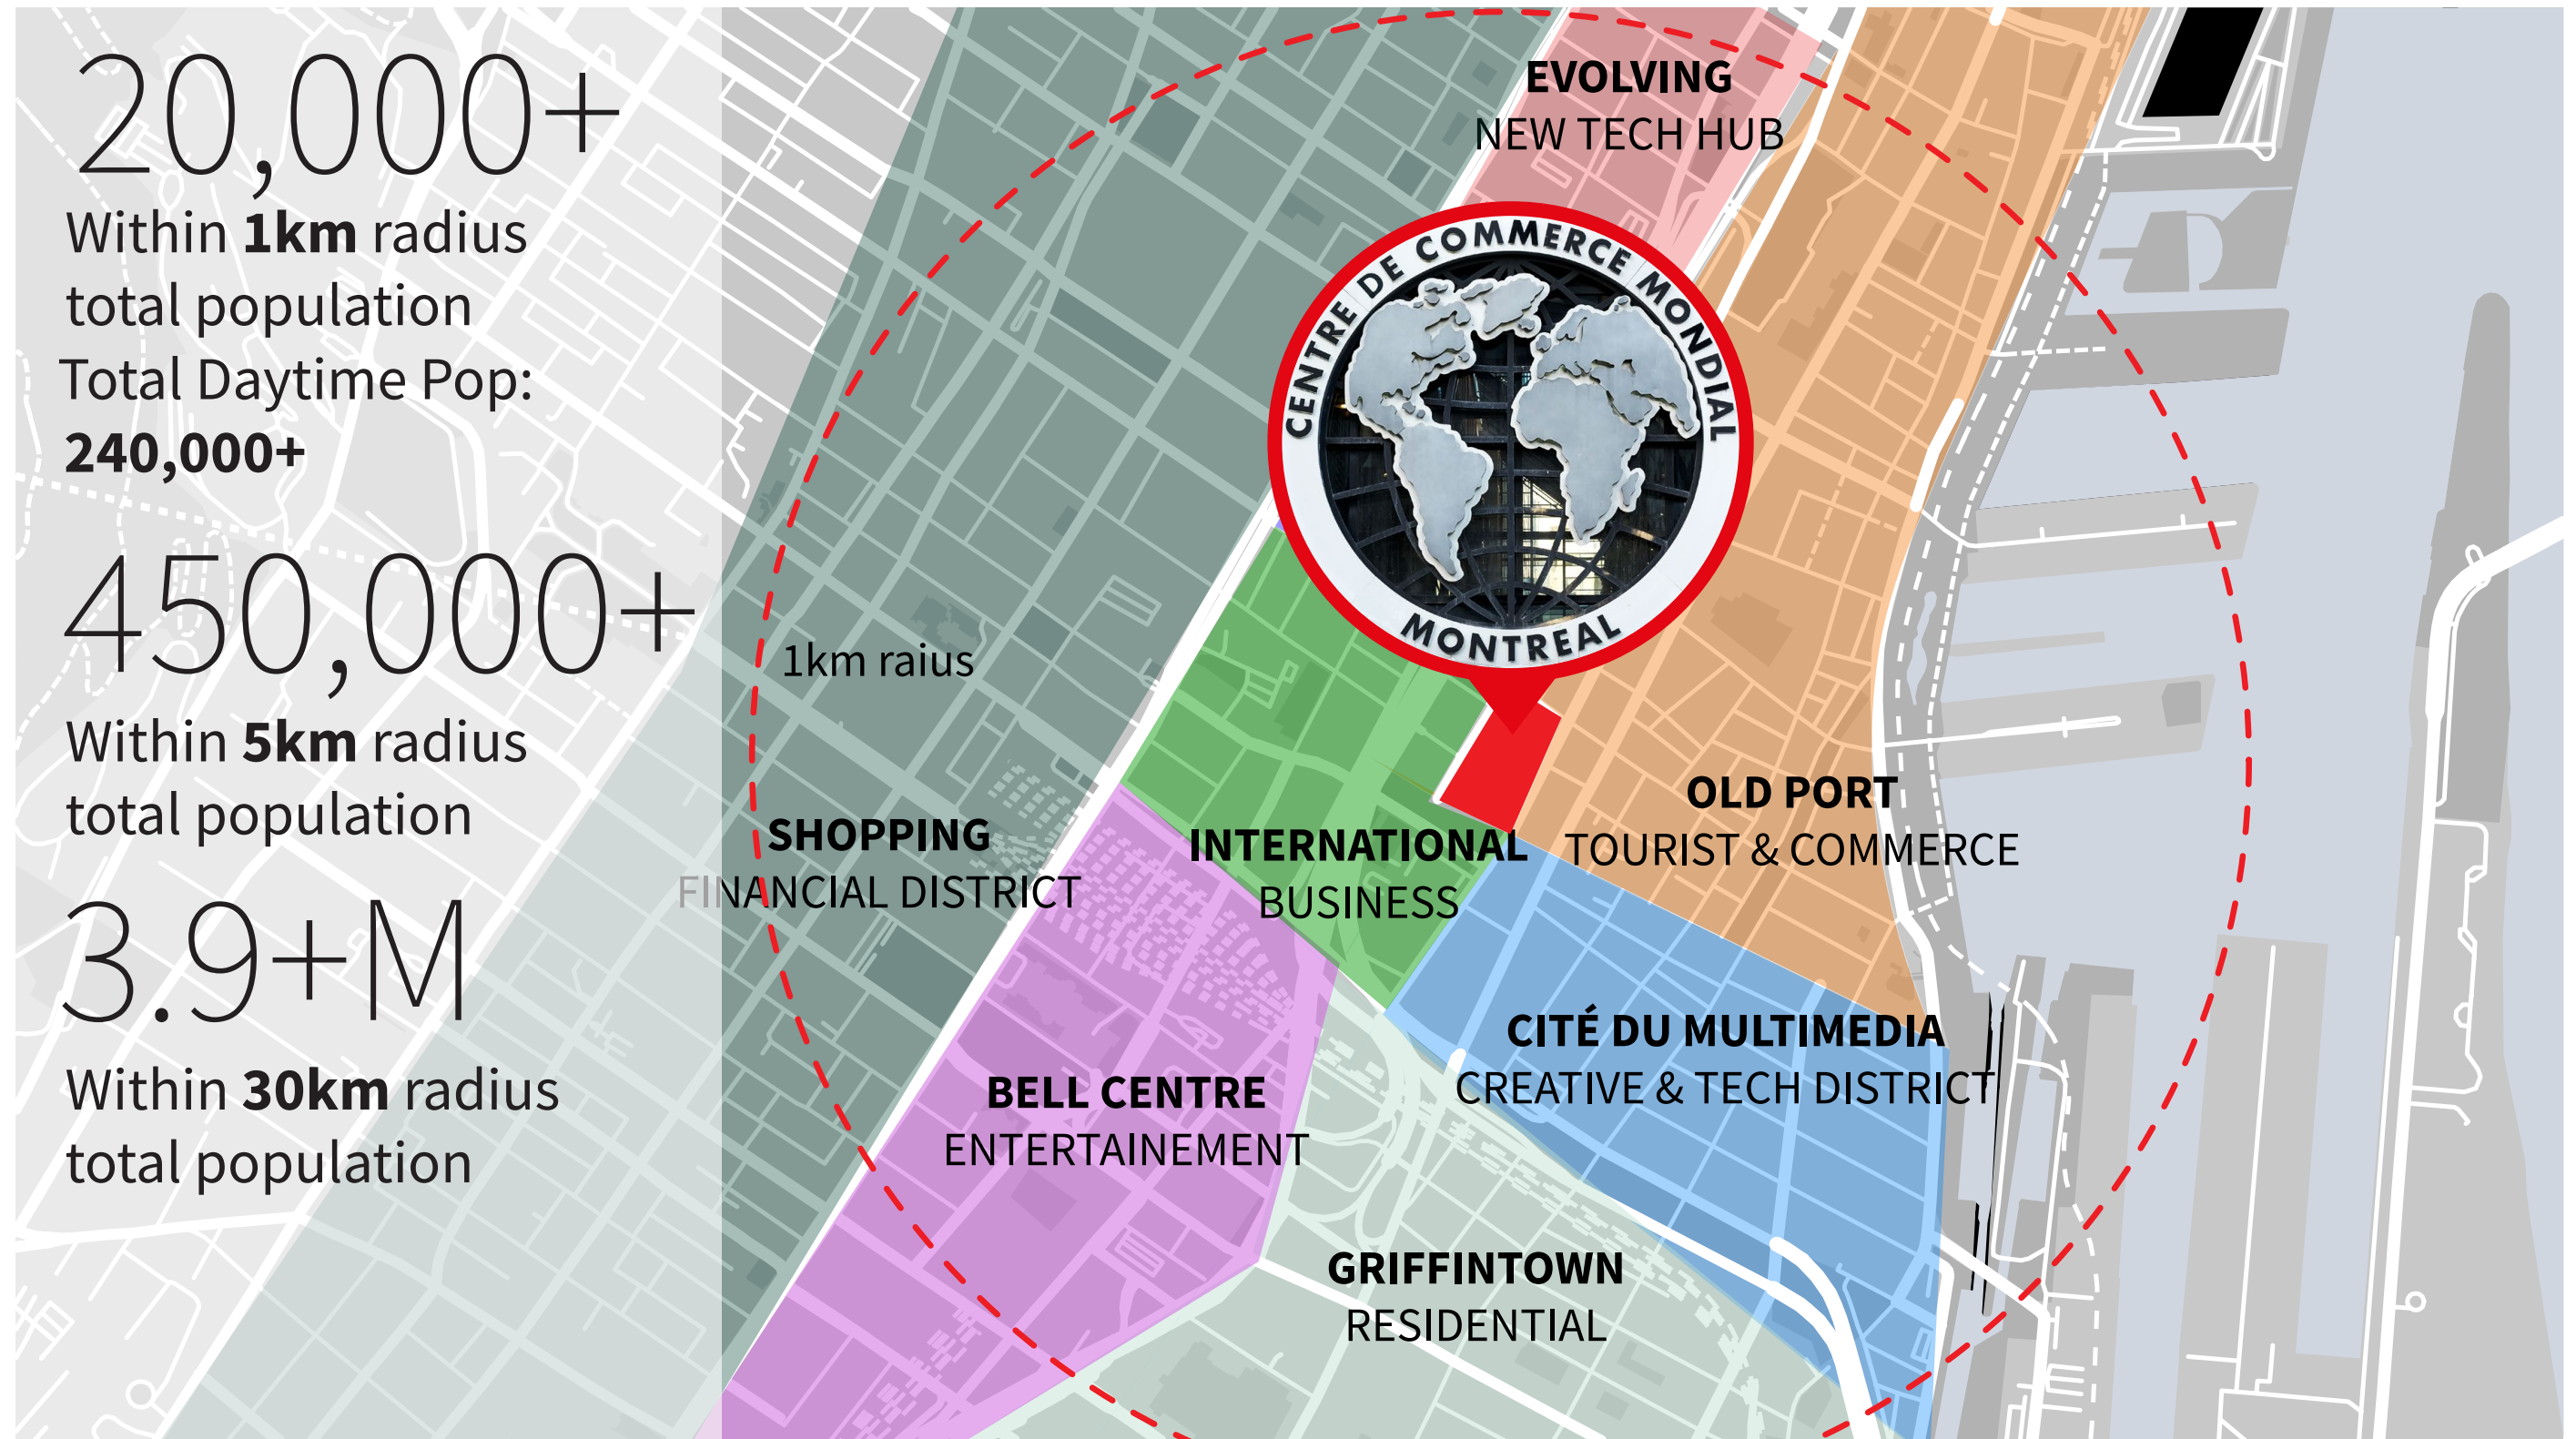 20,000+
Within 1km radius
total population
Total Daytime Pop:
240,000+
450,000+
Within 5km radius
total population
3.9+M
Within 30km radius
total population
EVOLVING
NEW TECH HUB
CENTRE DE COMMERCE MONDIAL
MONTREAL
1km raius
SHOPPING
FINANCIAL DISTRICT
INTERNATIONAL
BUSINESS
OLD PORT
TOURIST & COMMERCE
CITÉ DU MULTIMEDIA
CREATIVE & TECH DISTRICT
BELL CENTRE
ENTERTAINEMENT
GRIFFINTOWN
RESIDENTIAL